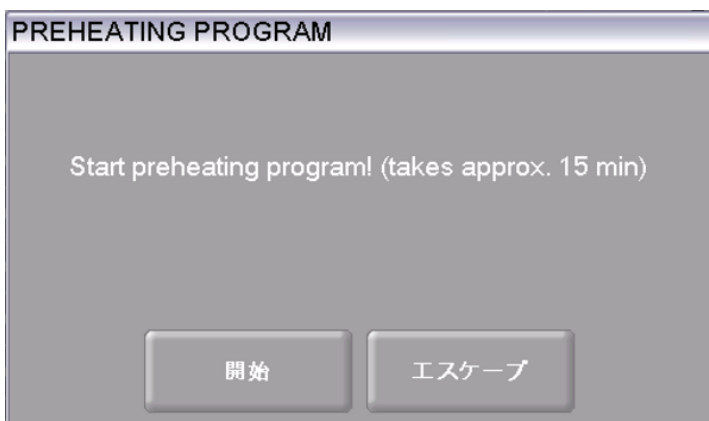 PREHEATING PROGRAM
Start preheating program! (takes approx. 15 min)
開始
エスケープ